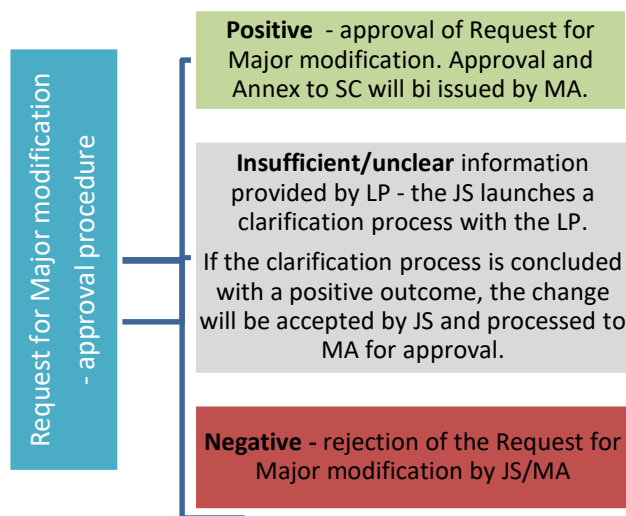 Request for Major modification
- approval procedure
Positive - approval of Request for
Major modification. Approval and
Annex to SC will bi issued by MA.
Insufficient/unclear information
provided by LP - the JS launches a
clarification process with the LP.
If the clarification process is concluded
with a positive outcome, the change
will be accepted by JS and processed to
MA for approval.
Negative - rejection of the Request for
Major modification by JS/MA